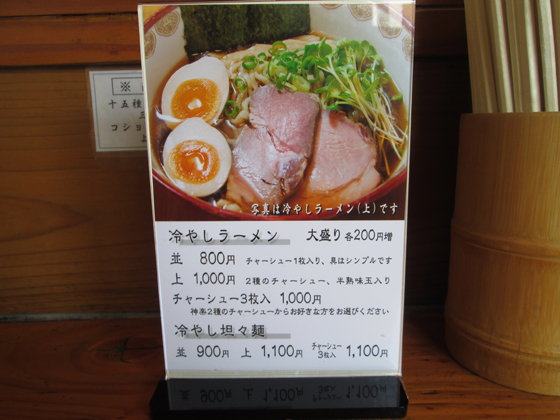 ※
十五種
コショ
写真は冷やしラーメン(上)です
冷やしラーメン 大盛り各200円増
並 800円 チャーシュー1枚入り、具はシンプルです
上 1,000円 2種のチャーシュー、半熟味玉入り
チャーシュー3枚入 1,000円
神楽2種のチャーシューからお好きな方をお選びください
冷やし坦々麺
並 900円 上 1,100円 チャーシュー3枚入 1,100円